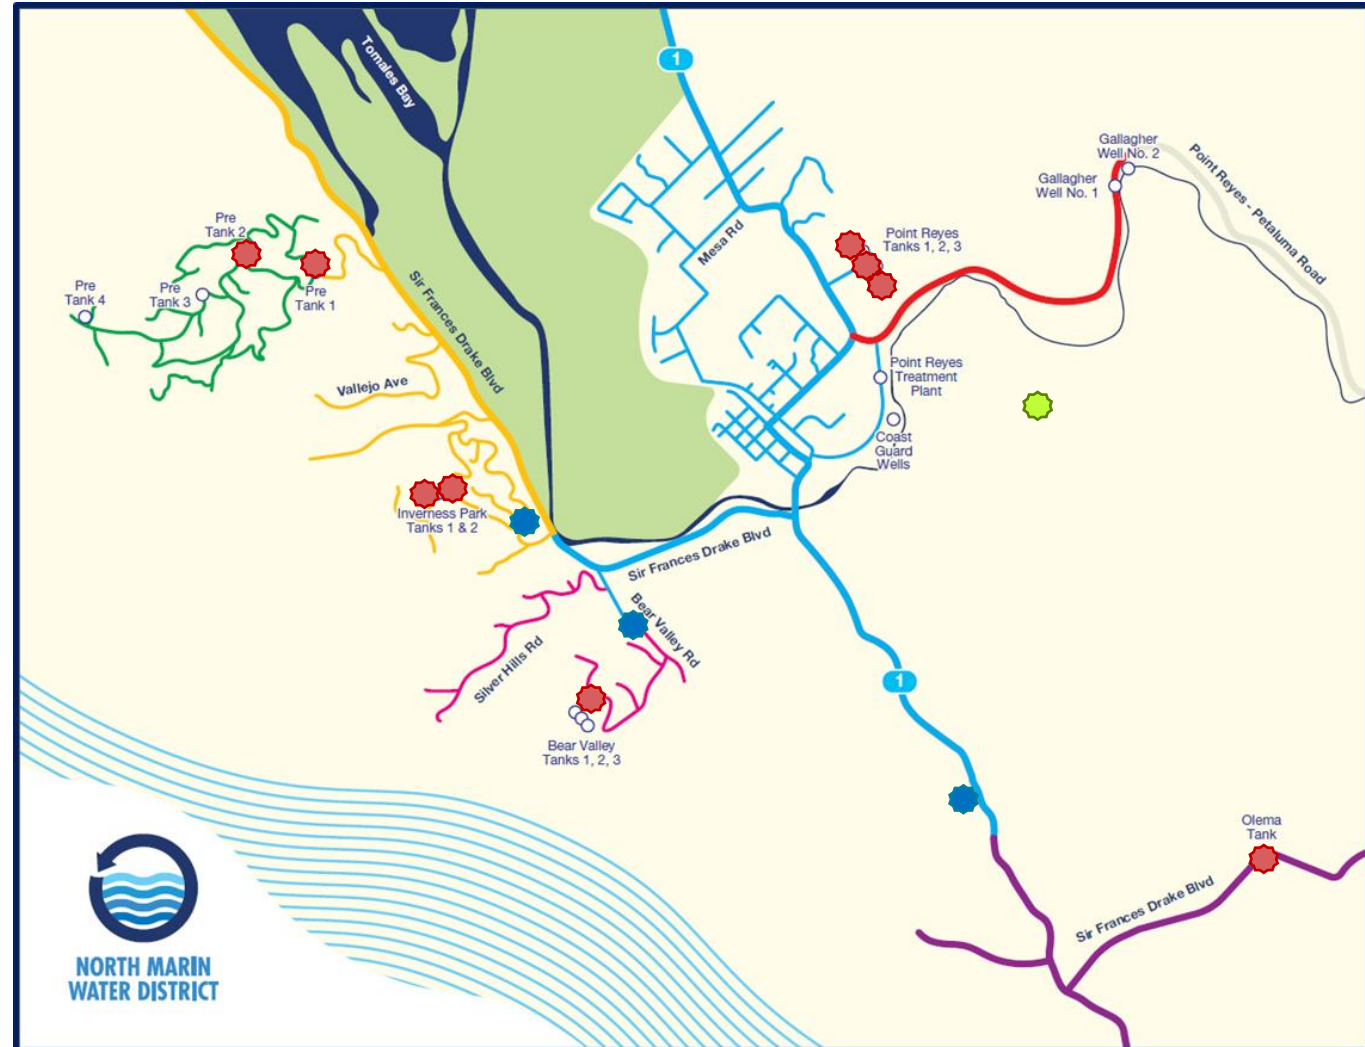 1
Tomales Bay
Gallagher
Well No. 2
Gallagher
Well No. 1
Point Reyes - Petaluma Road
Pre
Tank 2
Mesa Rd
Point Reyes
Tanks 1, 2, 3
Pre
Tank 4
Pre
Tank 3
Pre
Tank 1
Sir Frances Drake Blvd
Vallejo Ave
Point Reyes
Treatment
Plant
Coast
Guard
Wells
Inverness Park
Tanks 1 & 2
Sir Frances Drake Blvd
Bear Valley Rd
Silver Hills Rd
1
Bear Valley
Tanks 1, 2, 3
Olema
Tank
Sir Frances Drake Blvd
NORTH MARIN
WATER DISTRICT